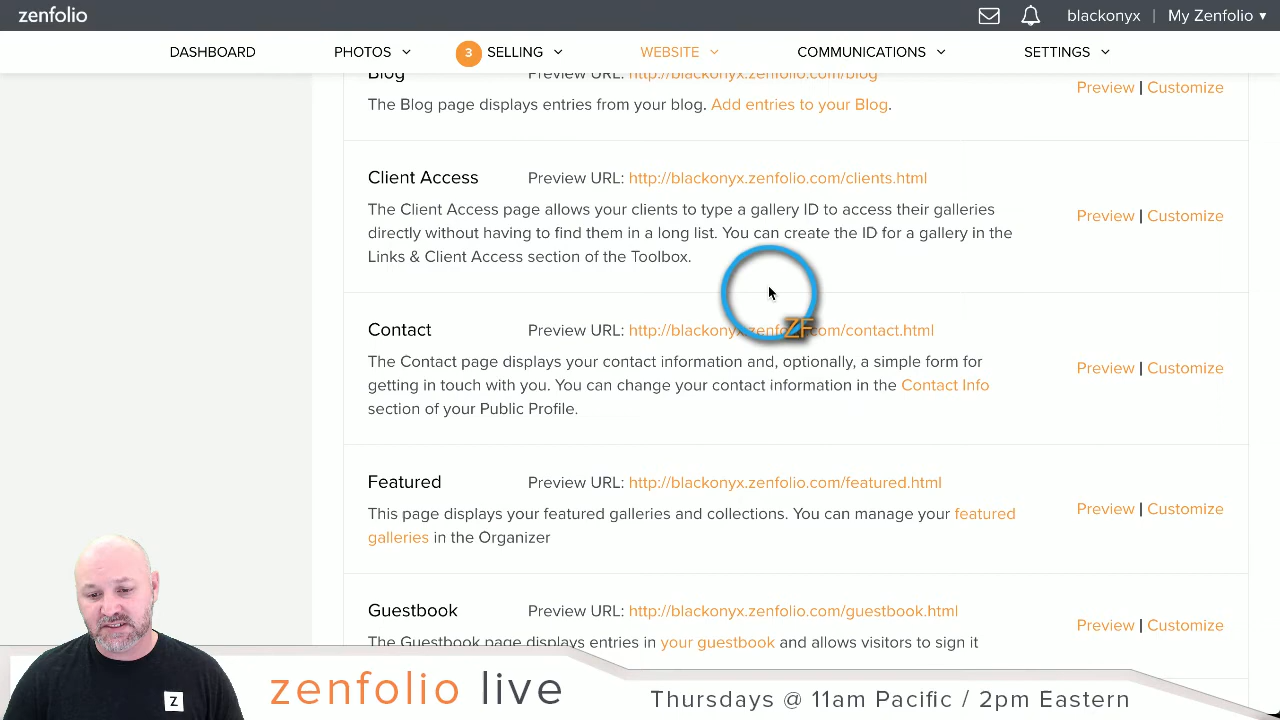 zenfolio
blackonyx | My Zenfolio ▾
DASHBOARD PHOTOS 3 SELLING WEBSITE COMMUNICATIONS SETTINGS
Blog Preview URL: http://blackonyx.zenfolio.com/blog
Preview | Customize
The Blog page displays entries from your blog. Add entries to your Blog.
Client Access Preview URL: http://blackonyx.zenfolio.com/clients.html
The Client Access page allows your clients to type a gallery ID to access their galleries
Preview | Customize
directly without having to find them in a long list. You can create the ID for a gallery in the
Links & Client Access section of the Toolbox.
ZF
Contact Preview URL: http://blackonyx.zenfolio.com/contact.html
The Contact page displays your contact information and, optionally, a simple form for
Preview | Customize
getting in touch with you. You can change your contact information in the Contact Info
section of your Public Profile.
Featured Preview URL: http://blackonyx.zenfolio.com/featured.html
This page displays your featured galleries and collections. You can manage your featured
Preview | Customize
galleries in the Organizer
Guestbook Preview URL: http://blackonyx.zenfolio.com/guestbook.html
Preview | Customize
The Guestbook page displays entries in your guestbook and allows visitors to sign it
Z
zenfolio live
Thursdays @ 11am Pacific / 2pm Eastern